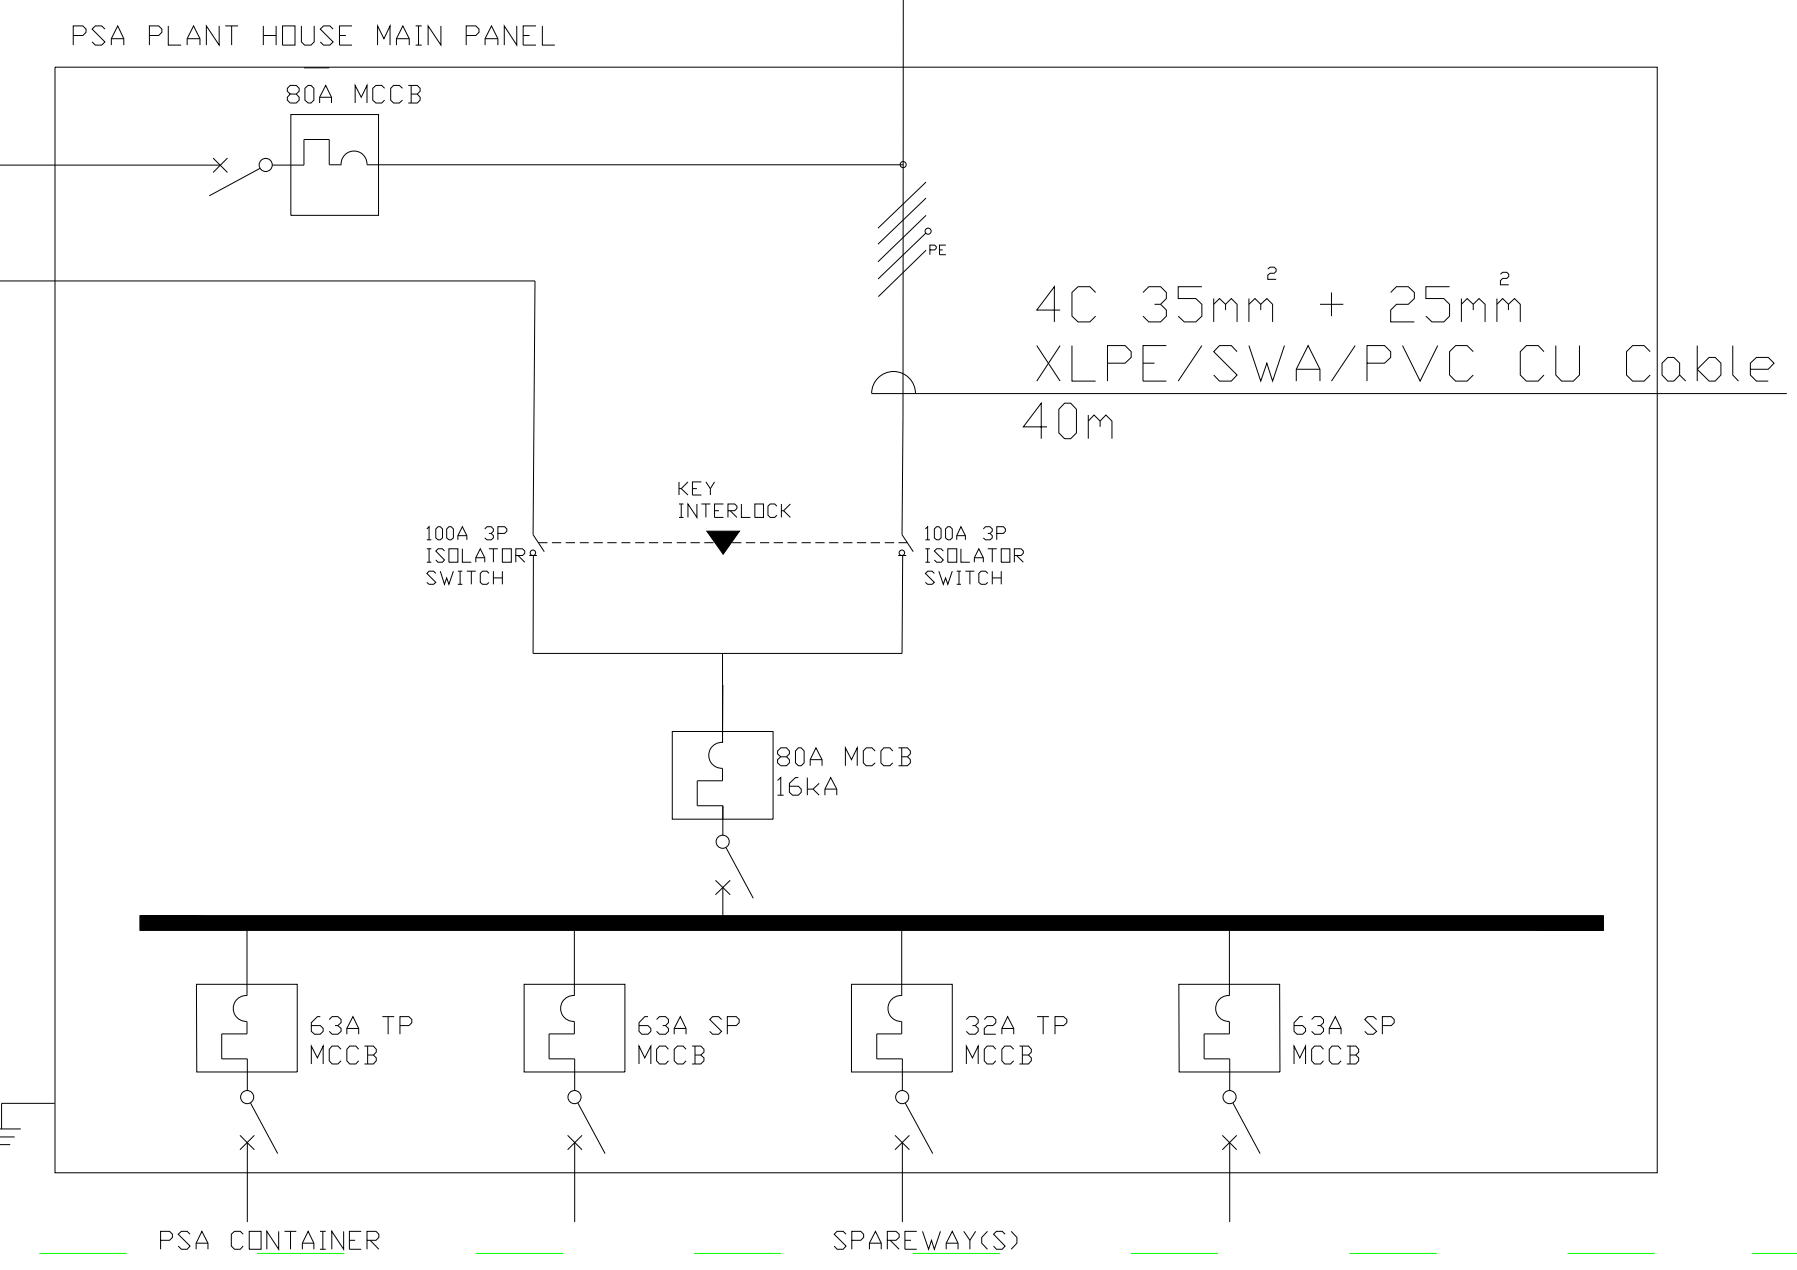 PSA PLANT HOUSE MAIN PANEL
80A MCCB
PE
4C 35mm² + 25mm²
XLPE/SWA/PVC CU Cable
40m
KEY
INTERLOCK
100A 3P
ISOLATOR
SWITCH
100A 3P
ISOLATOR
SWITCH
80A MCCB
16kA
63A TP
MCCB
63A SP
MCCB
32A TP
MCCB
63A SP
MCCB
PSA CONTAINER
SPAREWAY(S)